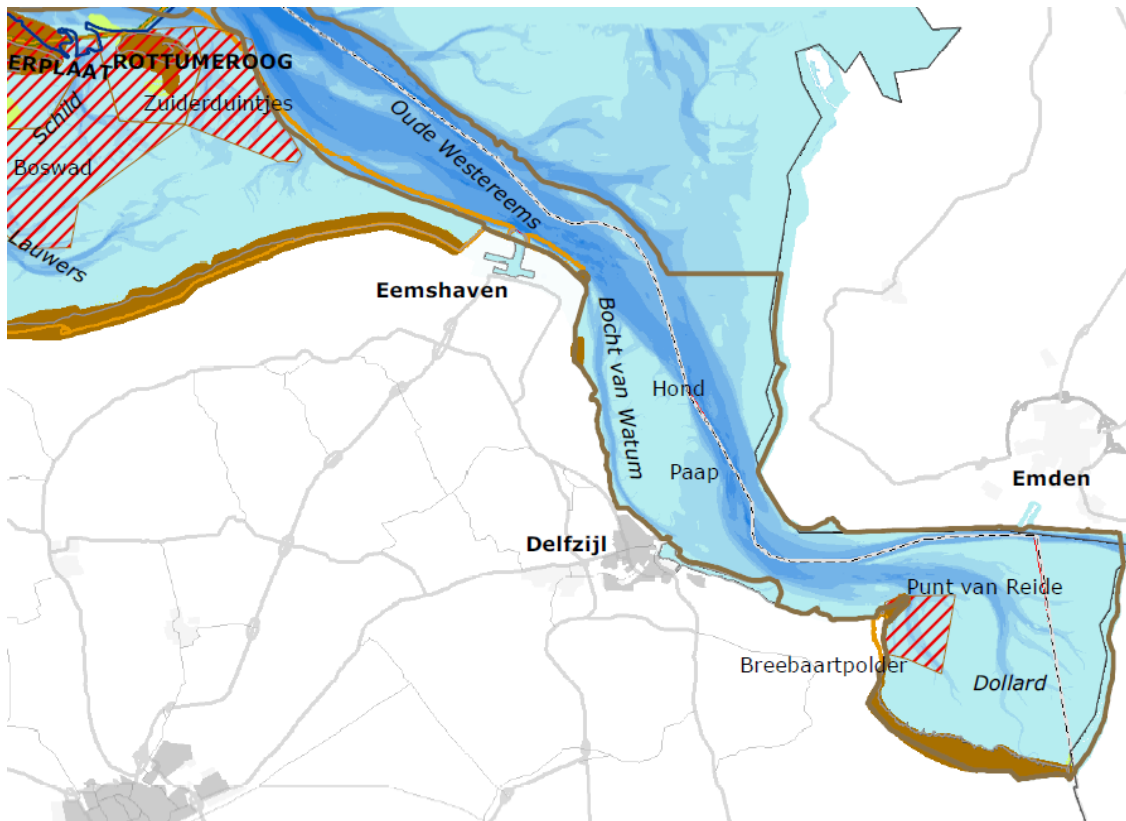 ERPLAAT
ROTTUMEROOG
Zuiderduintjes
Schild
Boswad
Lauwers
Oude Westereems
Eemshaven
Bocht van Watum
Hond
Paap
Emden
Delfzijl
Punt van Reide
Breebaartpolder
Dollard